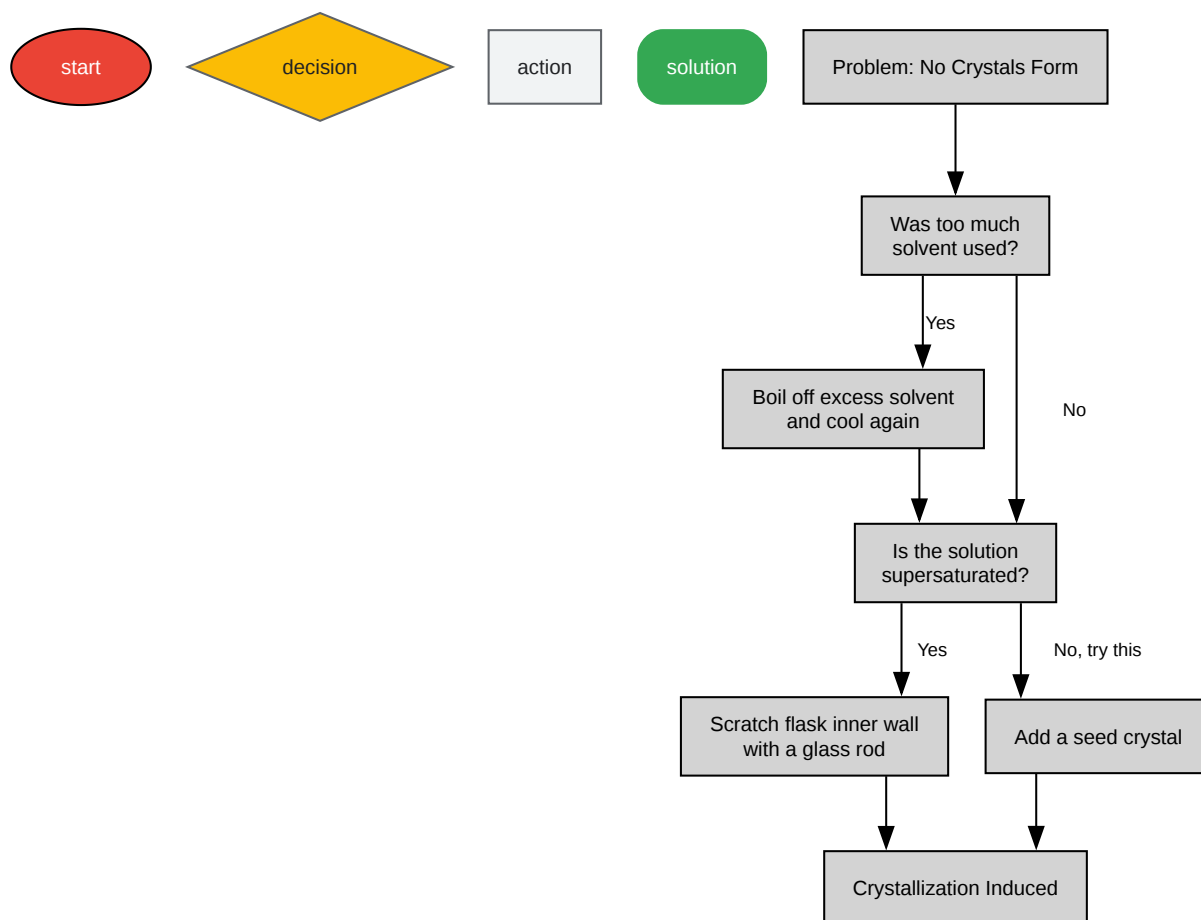 start
decision
action
solution
Problem: No Crystals Form
Was too much
solvent used?
Yes
Boil off excess solvent
and cool again
No
Is the solution
supersaturated?
Yes
No, try this
Scratch flask inner wall
with a glass rod
Add a seed crystal
Crystallization Induced